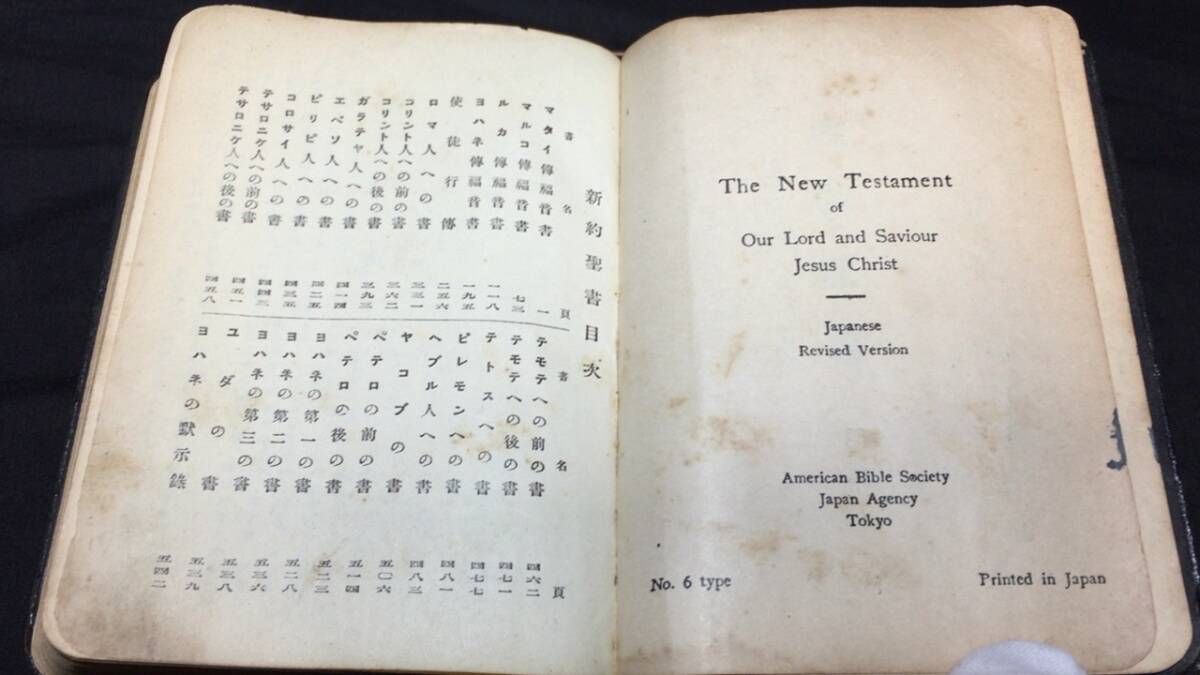 新約聖書目次
書名 頁
マタイ傳福音書 一
マルコ傳福音書 七三
ルカ傳福音書 一一八
ヨハネ傳福音書 一九五
使徒行傳 二五六
ロマ人への書 三三一
コリント人への前の書 三六二
コリント人への後の書 三九三
ガラテヤ人への書 四一四
エペソ人への書 四二五
ピリピ人への書 四三五
コロサイ人への書 四四三
テサロニケ人への前の書 四五一
テサロニケ人への後の書 四五八
書名 頁
テモテへの前の書 四六二
テモテへの後の書 四七一
テトスへの書 四七七
ピレモンへの書 四八一
ヘブル人への書 四八三
ヤコブの書 五〇六
ペテロの前の書 五一四
ペテロの後の書 五二三
ヨハネの第一の書 五二八
ヨハネの第二の書 五三六
ヨハネの第三の書 五三八
ユダの書 五三九
ヨハネの默示錄 五四二
The New Testament
of
Our Lord and Saviour
Jesus Christ
Japanese
Revised Version
American Bible Society
Japan Agency
Tokyo
No. 6 type
Printed in Japan